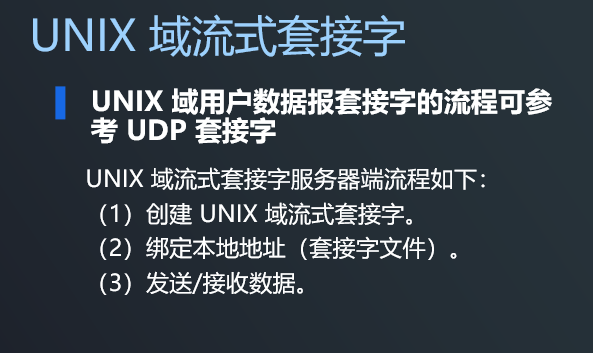 UNIX 域流式套接字
UNIX 域用户数据报套接字的流程可参
考 UDP 套接字
UNIX 域流式套接字服务器端流程如下：
（1）创建 UNIX 域流式套接字。
（2）绑定本地地址（套接字文件）。
（3）发送/接收数据。